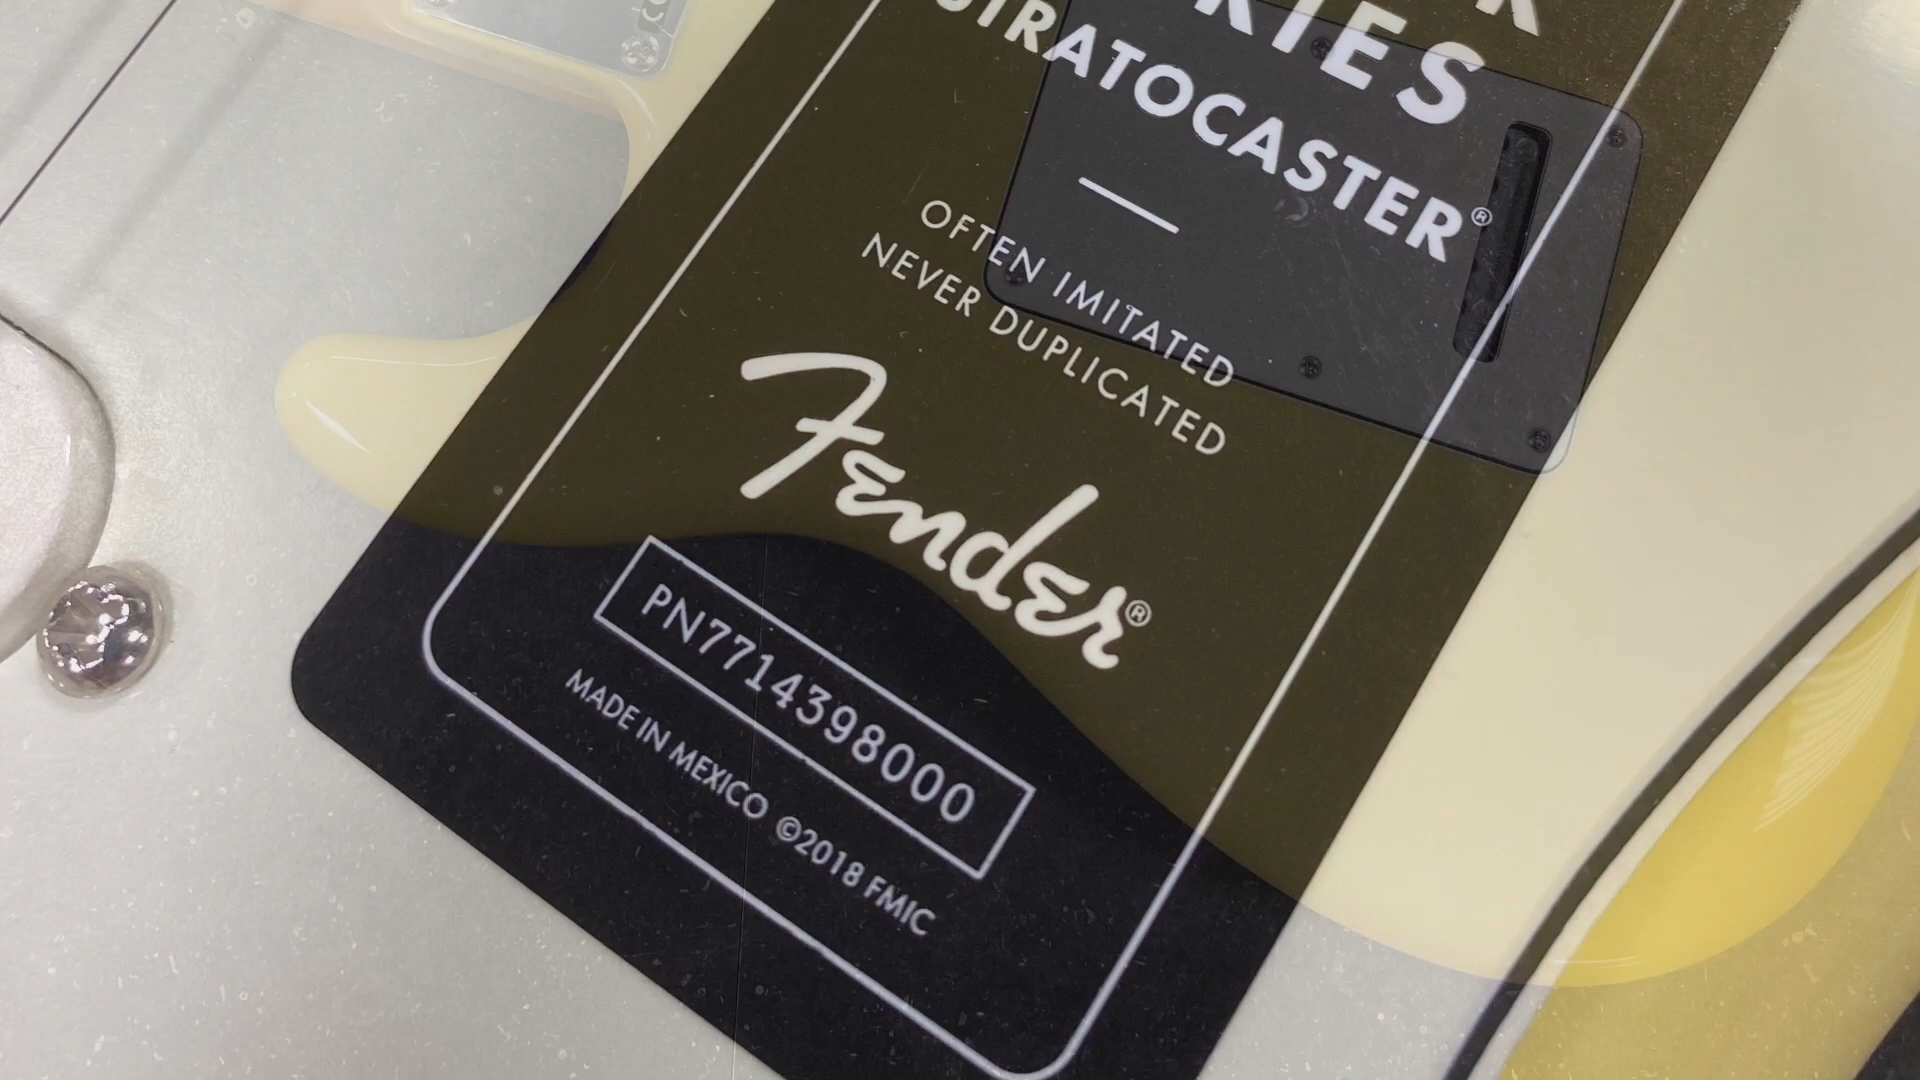 RIES
STRATOCASTER®
OFTEN IMITATED
NEVER DUPLICATED
Fender®
PN7714398000
MADE IN MEXICO ©2018 FMIC